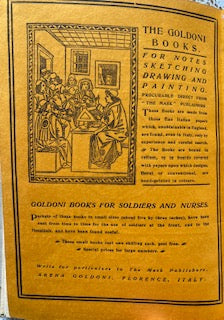 THE GOLDONI
BOOKS.
FOR NOTES
SKETCHING
DRAWING AND
PAINTING.
PROCURABLE DIRECT FROM
"THE MASK" PUBLISHERS
These Books are made from
those fine Italian papers
which, unobtainable in England,
are found, even in Italy, only by
experience and careful search.
The Books are bound in
vellum, or in boards covered
with papers upon which designs,
floral or conventional, are
hand-printed in colours.
GOLDONI BOOKS FOR SOLDIERS AND NURSES.
of these books in small sizes (about five by three inches), have been
sent from time to time for the use of soldiers at the front, and to the
Hospitals, and have been found useful.
These small books cost one shilling each, post free.
Special prices for large numbers.
Write for particulars to The Mask Publishers,
ARENA GOLDONI, FLORENCE, ITALY.